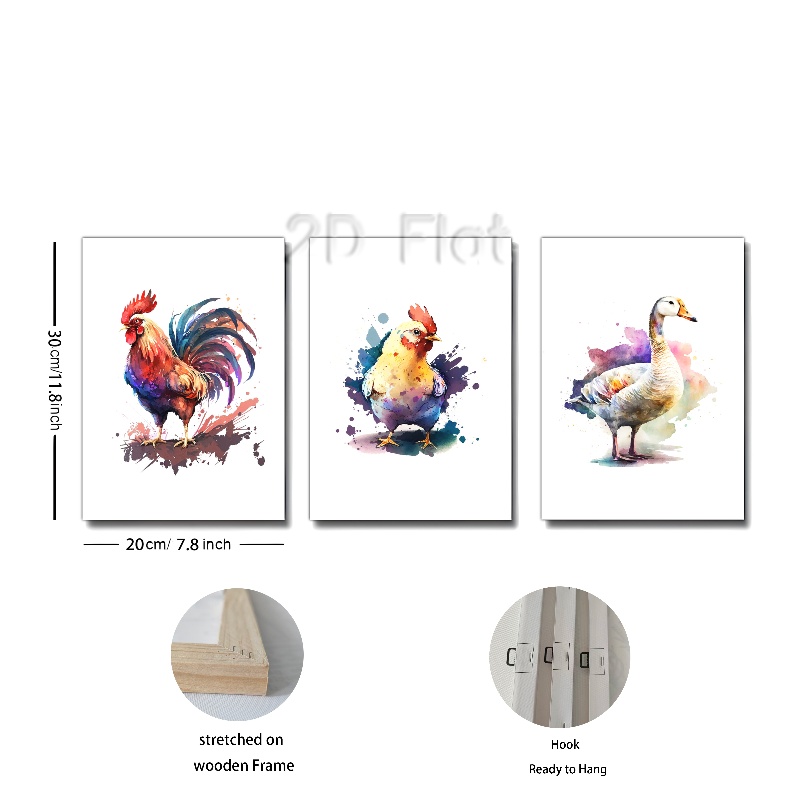 2D Flat
30cm/11.8inch
20cm/ 7.8 inch
stretched on
wooden Frame
Hook
Ready to Hang